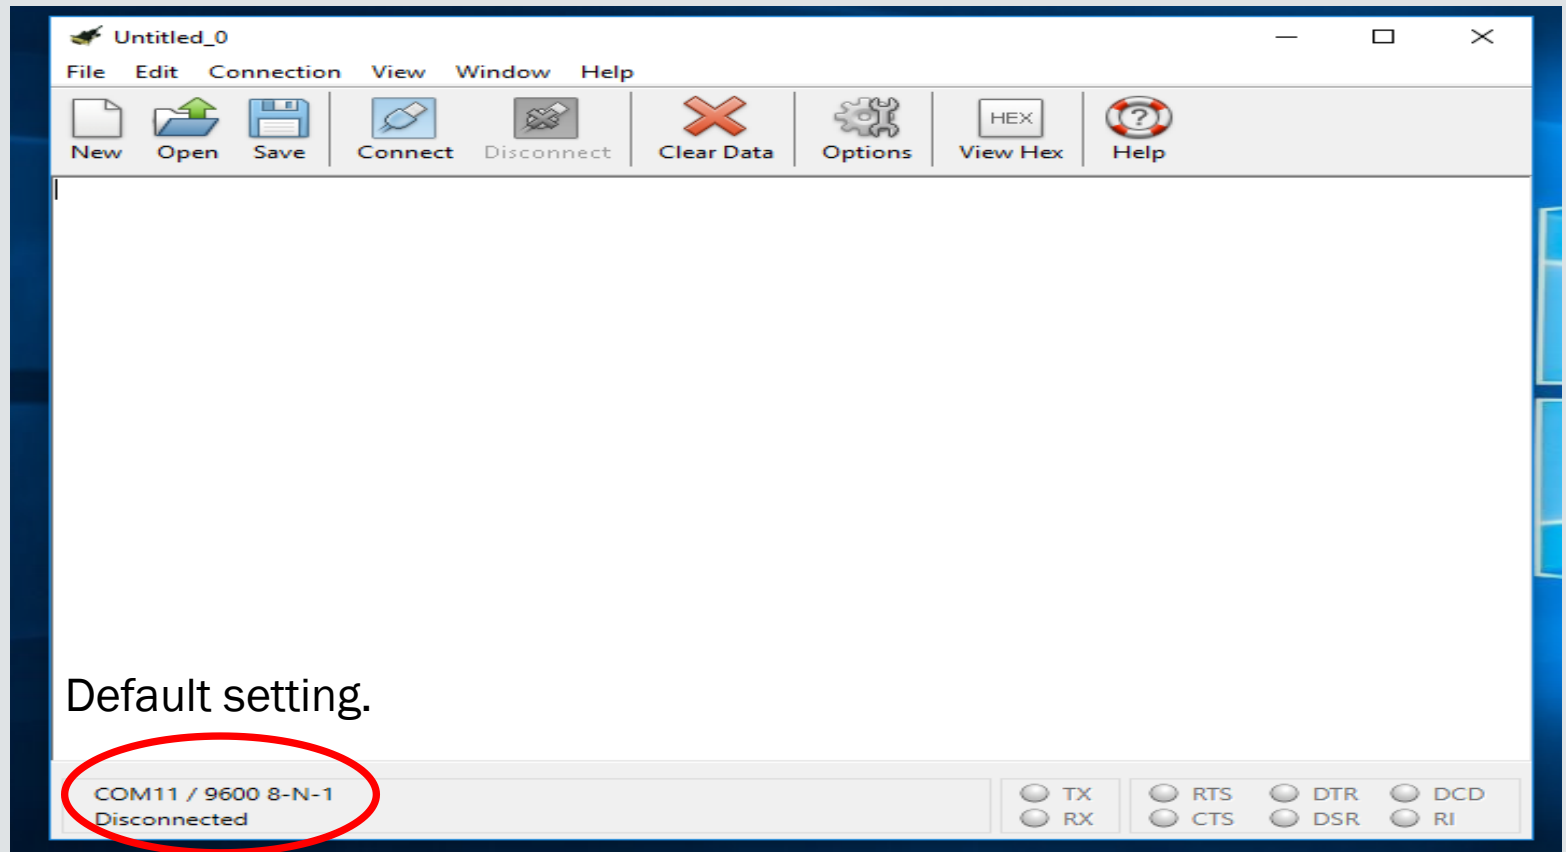 Untitled_0
File Edit Connection View Window Help
HEX
New Open Save Connect Disconnect Clear Data Options View Hex Help
Default setting.
COM11 / 9600 8-N-1
Disconnected
TX RTS DTR DCD
RX CTS DSR RI